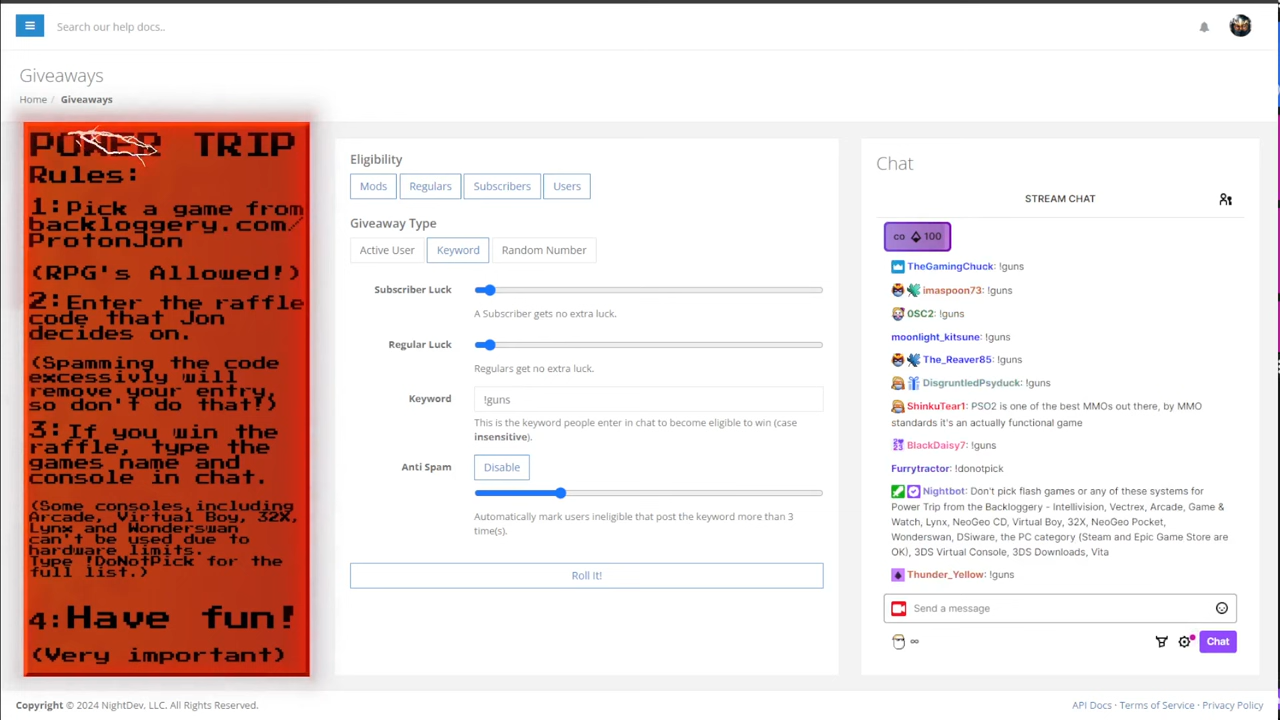 Search our help docs..
Giveaways
Home / Giveaways
POWER TRIP
Rules:
1:Pick a game from
backloggery.com/
ProtonJon
(RPG's Allowed!)
2:Enter the raffle
code that Jon
decides on.
(Spamming the code
excessivly will
remove your entry,
so don't do that!)
3:If you win the
raffle, type the
games name and
console in chat.
(Some consoles,including
Arcade, Virtual Boy, 32X,
Lynx and Wonderswan
can't be used due to
hardware limits.
Type !DoNotPick for the
full list.)
4:Have fun!
(Very important)
Eligibility
Mods
Regulars
Subscribers
Users
Giveaway Type
Active User
Keyword
Random Number
Subscriber Luck
A Subscriber gets no extra luck.
Regular Luck
Regulars get no extra luck.
Keyword
!guns
This is the keyword people enter in chat to become eligible to win (case
insensitive).
Anti Spam
Disable
Automatically mark users ineligible that post the keyword more than 3
time(s).
Roll It!
Chat
STREAM CHAT
co 100
TheGamingChuck: !guns
imaspoon73: !guns
0SC2: !guns
moonlight_kitsune: !guns
The_Reaver85: !guns
DisgruntledPsyduck: !guns
ShinkuTear1: PSO2 is one of the best MMOs out there, by MMO
standards it's an actually functional game
BlackDaisy7: !guns
Furrytractor: !donotpick
Nightbot: Don't pick flash games or any of these systems for
Power Trip from the Backloggery - Intellivision, Vectrex, Arcade, Game &
Watch, Lynx, NeoGeo CD, Virtual Boy, 32X, NeoGeo Pocket,
Wonderswan, DSiware, the PC category (Steam and Epic Game Store are
OK), 3DS Virtual Console, 3DS Downloads, Vita
Thunder_Yellow: !guns
Send a message
∞
Chat
Copyright © 2024 NightDev, LLC. All Rights Reserved.
API Docs · Terms of Service · Privacy Policy